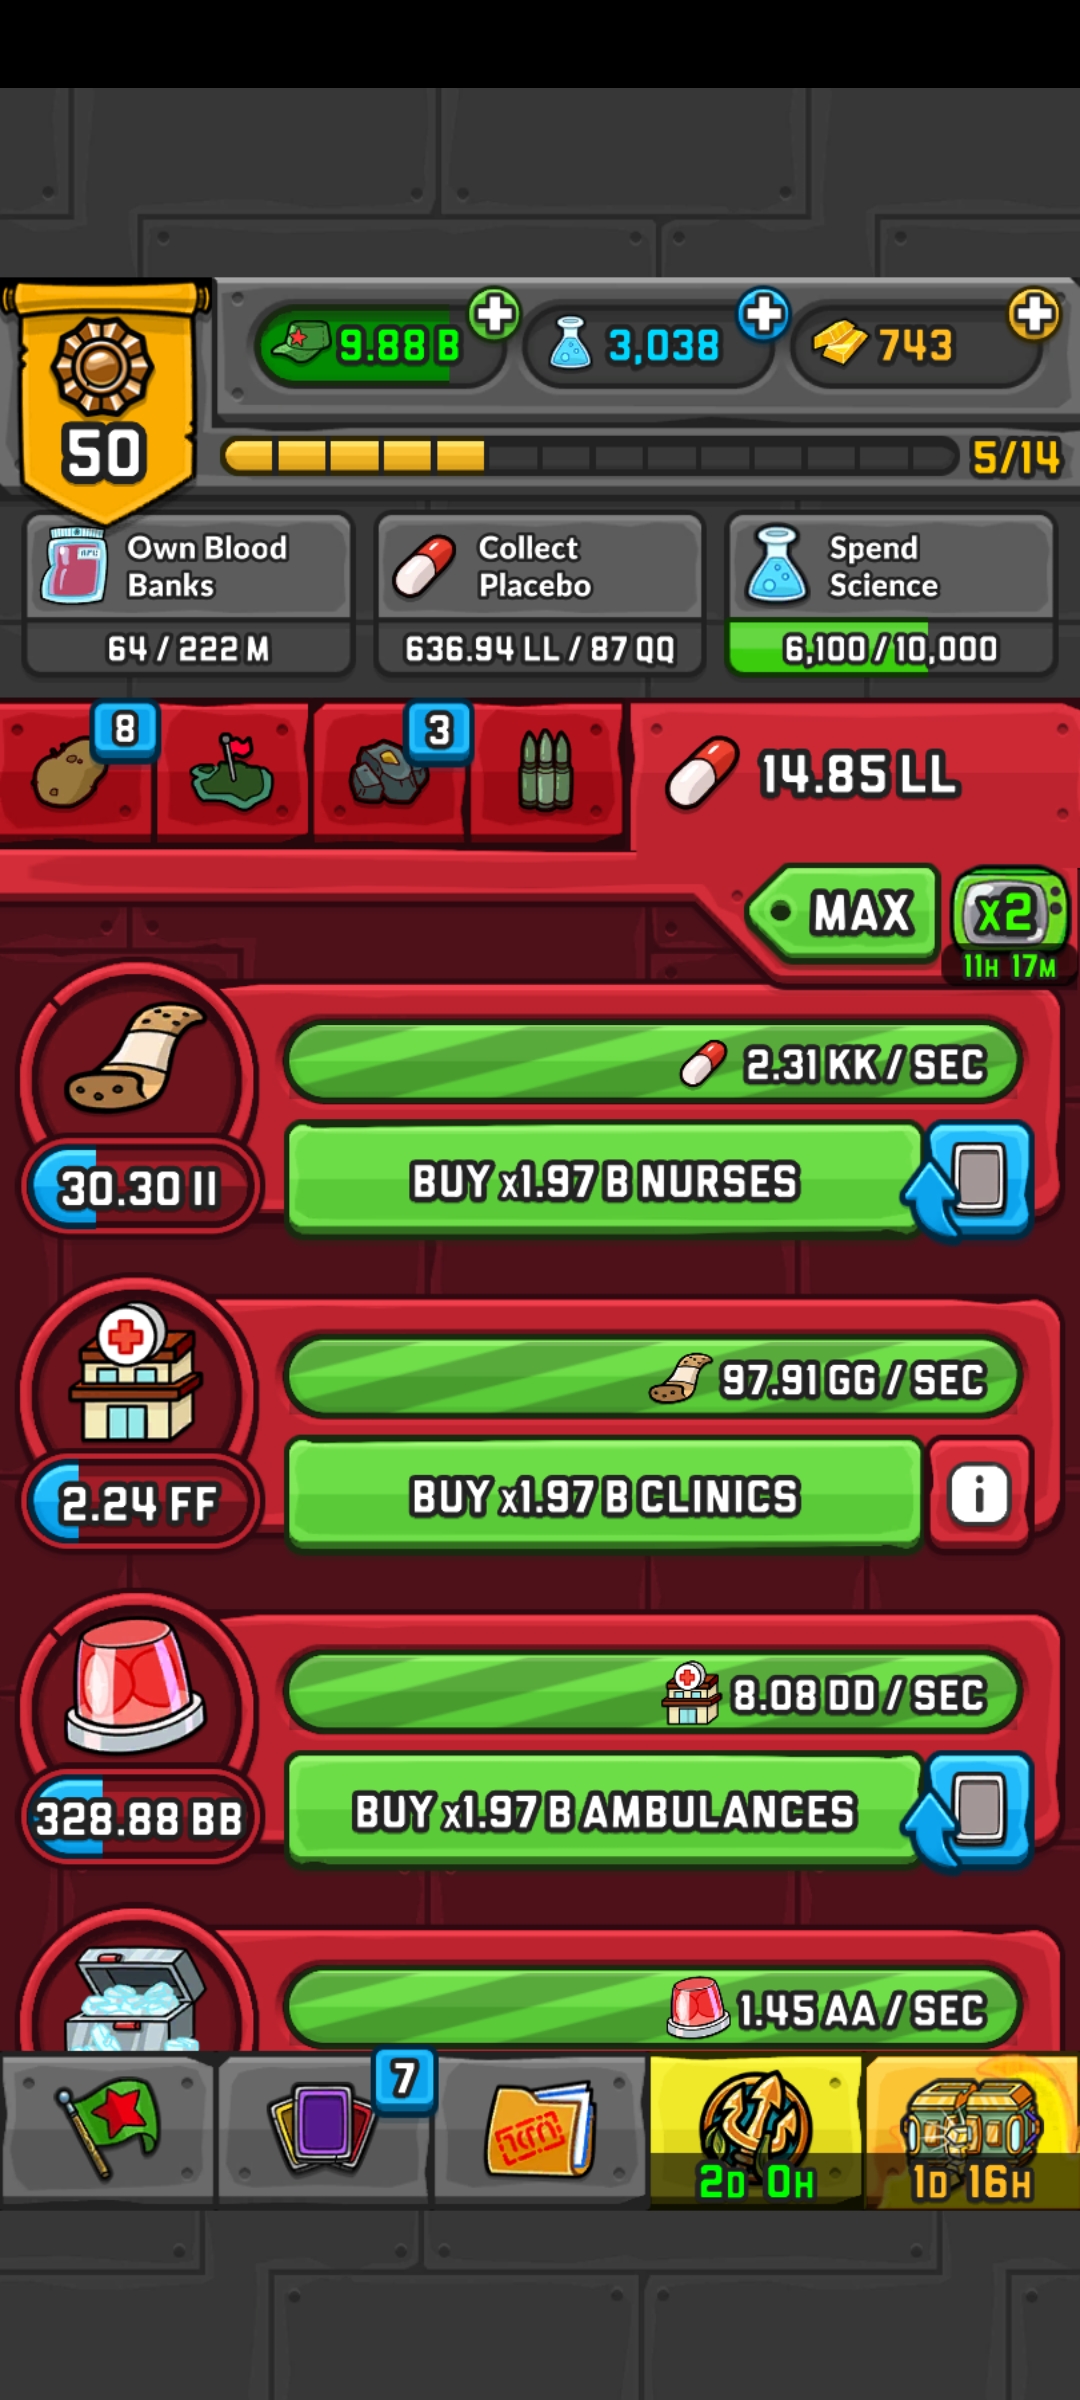 9.88 B
3,038
743
50
5/14
Own Blood
Banks
64 / 222 M
Collect
Placebo
636.94 LL / 87 QQ
Spend
Science
6,100/10,000
8
3
14.85 LL
MAX
x2
11H 17M
2.31 KK / SEC
30.30 II
BUY x1.97 B NURSES
97.91 GG / SEC
2.24 FF
BUY x1.97 B CLINICS
i
8.08 DD / SEC
328.88 BB
BUY x1.97 B AMBULANCES
1.45 AA / SEC
7
2D 0H
1D 16H